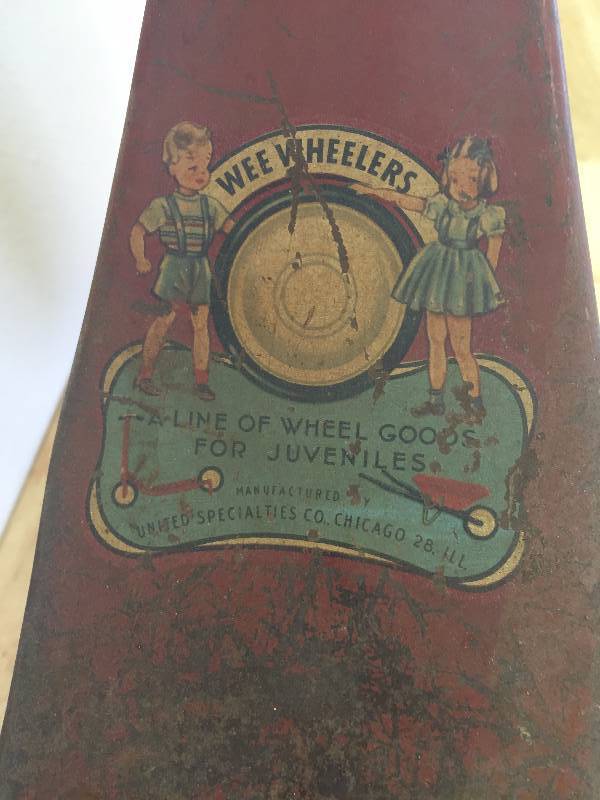 WEE WHEELERS
A LINE OF WHEEL GOODS
FOR JUVENILES
MANUFACTURED BY
UNITED SPECIALTIES CO., CHICAGO 28, ILL.